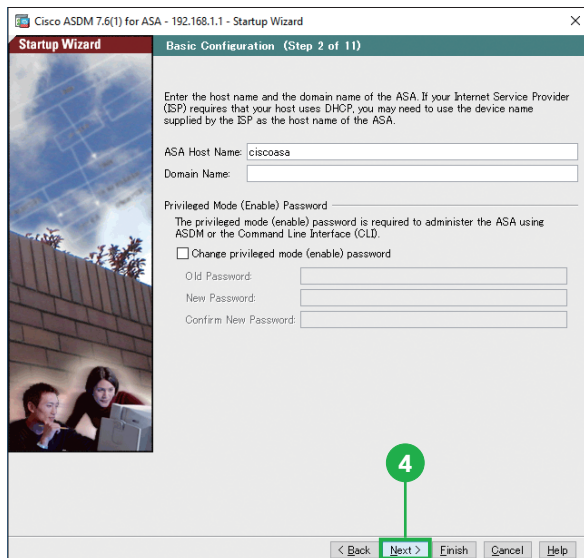 Cisco ASDM 7.6(1) for ASA - 192.168.1.1 - Startup Wizard
Startup Wizard
Basic Configuration (Step 2 of 11)
Enter the host name and the domain name of the ASA. If your Internet Service Provider
(ISP) requires that your host uses DHCP, you may need to use the device name
supplied by the ISP as the host name of the ASA.
ASA Host Name: ciscoasa
Domain Name:
Privileged Mode (Enable) Password
The privileged mode (enable) password is required to administer the ASA using
ASDM or the Command Line Interface (CLI).
Change privileged mode (enable) password
Old Password:
New Password:
Confirm New Password:
4
< Back Next > Finish Cancel Help